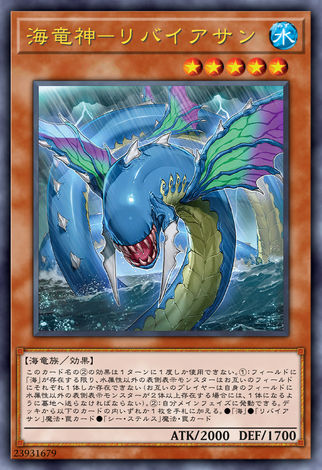 海竜神－リバイアサン
水
【海竜族／効果】
このカード名の②の効果は１ターンに１度しか使用できない。①：フィールドに
「海」が存在する限り、水属性以外の表側表示モンスターはお互いのフィールド
にそれぞれ１体しか存在できない（お互いのプレイヤーは自身のフィールドに
水属性以外の表側表示モンスターが２体以上存在する場合には、１体になるよ
うに墓地へ送らなければならない）。②：自分メインフェイズに発動できる。デ
ッキから以下のカードの内いずれか１枚を手札に加える。●「海」●「リバイア
サン」魔法・罠カード●「シー・ステルス」魔法・罠カード
ATK/2000 DEF/1700
23931679